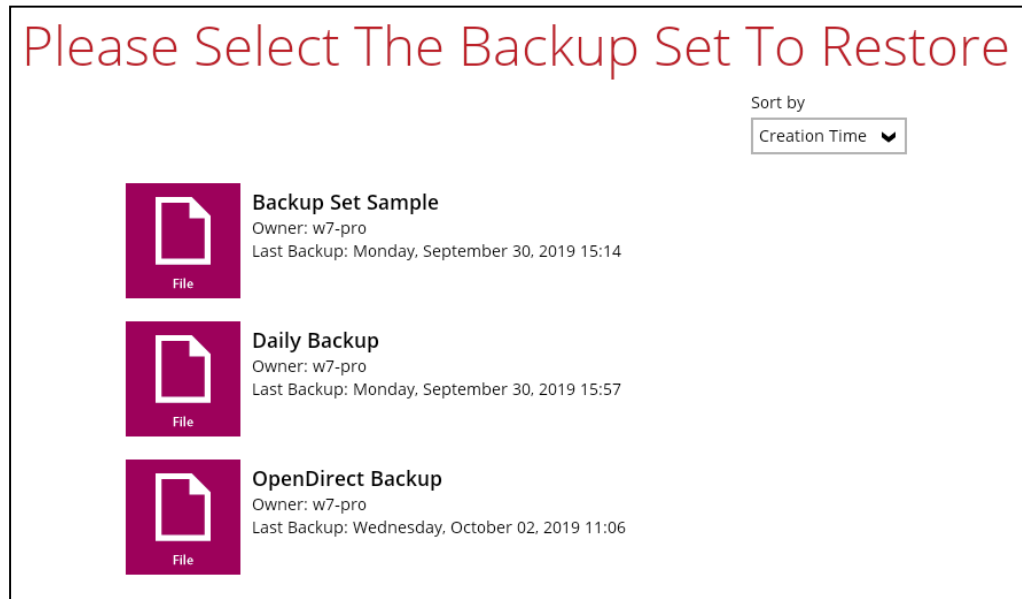 Please Select The Backup Set To Restore
Sort by
Creation Time
Backup Set Sample
Owner: w7-pro
Last Backup: Monday, September 30, 2019 15:14
File
Daily Backup
Owner: w7-pro
Last Backup: Monday, September 30, 2019 15:57
File
OpenDirect Backup
Owner: w7-pro
Last Backup: Wednesday, October 02, 2019 11:06
File